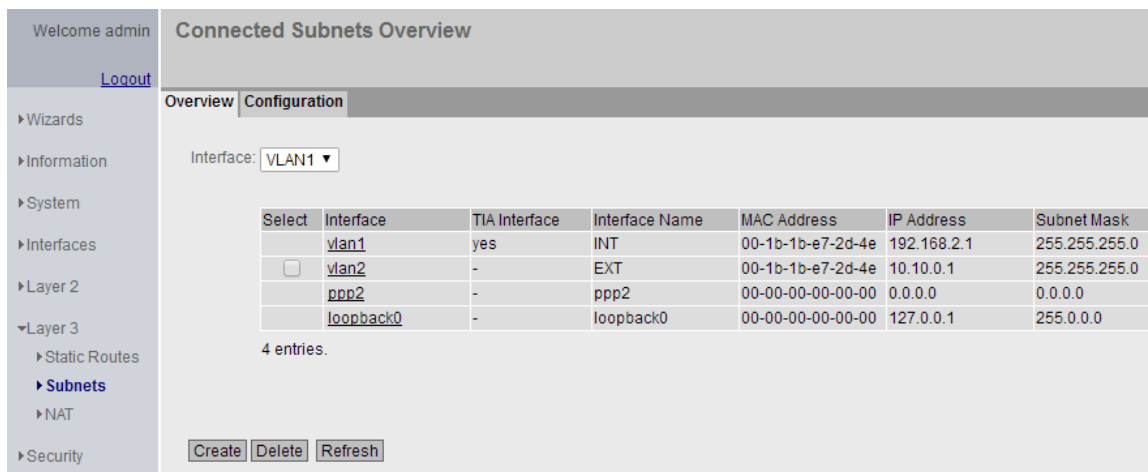 Welcome admin
Logout
Connected Subnets Overview
Overview Configuration
▸Wizards
▸Information
▸System
▸Interfaces
▸Layer 2
▾Layer 3
▸Static Routes
▸Subnets
▸NAT
▸Security
Interface: VLAN1 ▼
Select Interface TIA Interface Interface Name MAC Address IP Address Subnet Mask
vlan1 yes INT 00-1b-1b-e7-2d-4e 192.168.2.1 255.255.255.0
vlan2 - EXT 00-1b-1b-e7-2d-4e 10.10.0.1 255.255.255.0
ppp2 - ppp2 00-00-00-00-00-00 0.0.0.0 0.0.0.0
loopback0 - loopback0 00-00-00-00-00-00 127.0.0.1 255.0.0.0
4 entries.
Create Delete Refresh